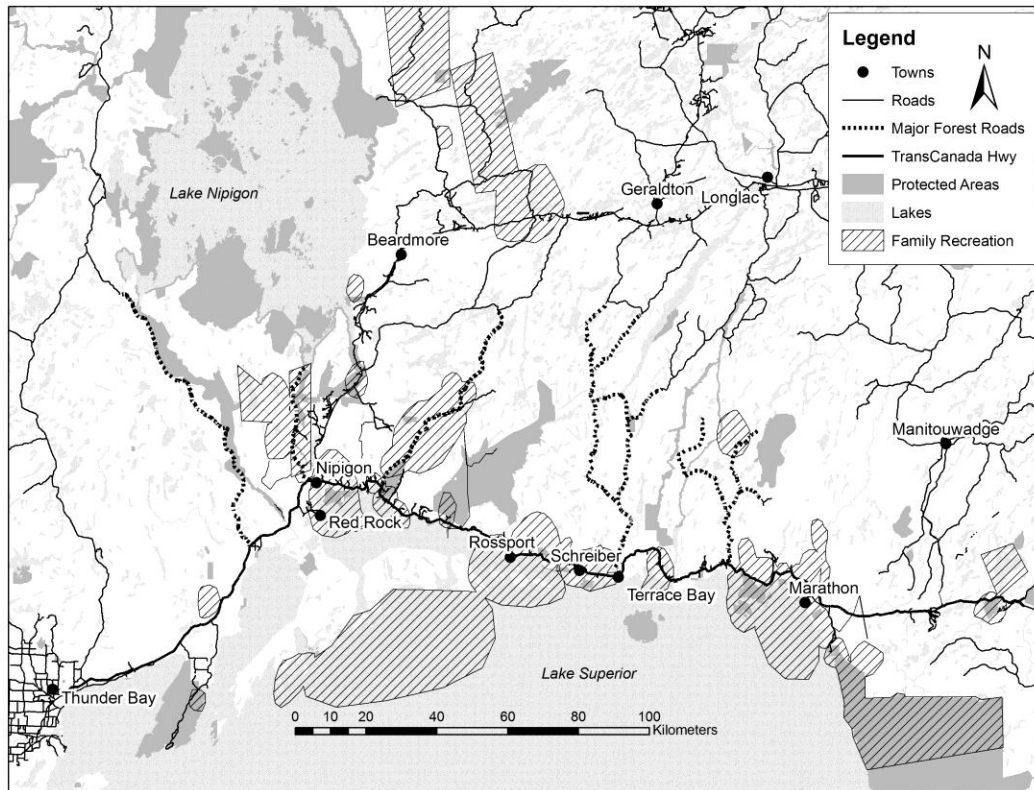 Legend
N
Towns
Roads
Major Forest Roads
TransCanada Hwy
Protected Areas
Lakes
Family Recreation
Lake Nipigon
Geraldton
Longlac
Beardmore
Manitouwadge
Nipigon
Red Rock
Rossport
Schreiber
Terrace Bay
Marathon
Lake Superior
Thunder Bay
0 10 20 40 60 80 100
Kilometers